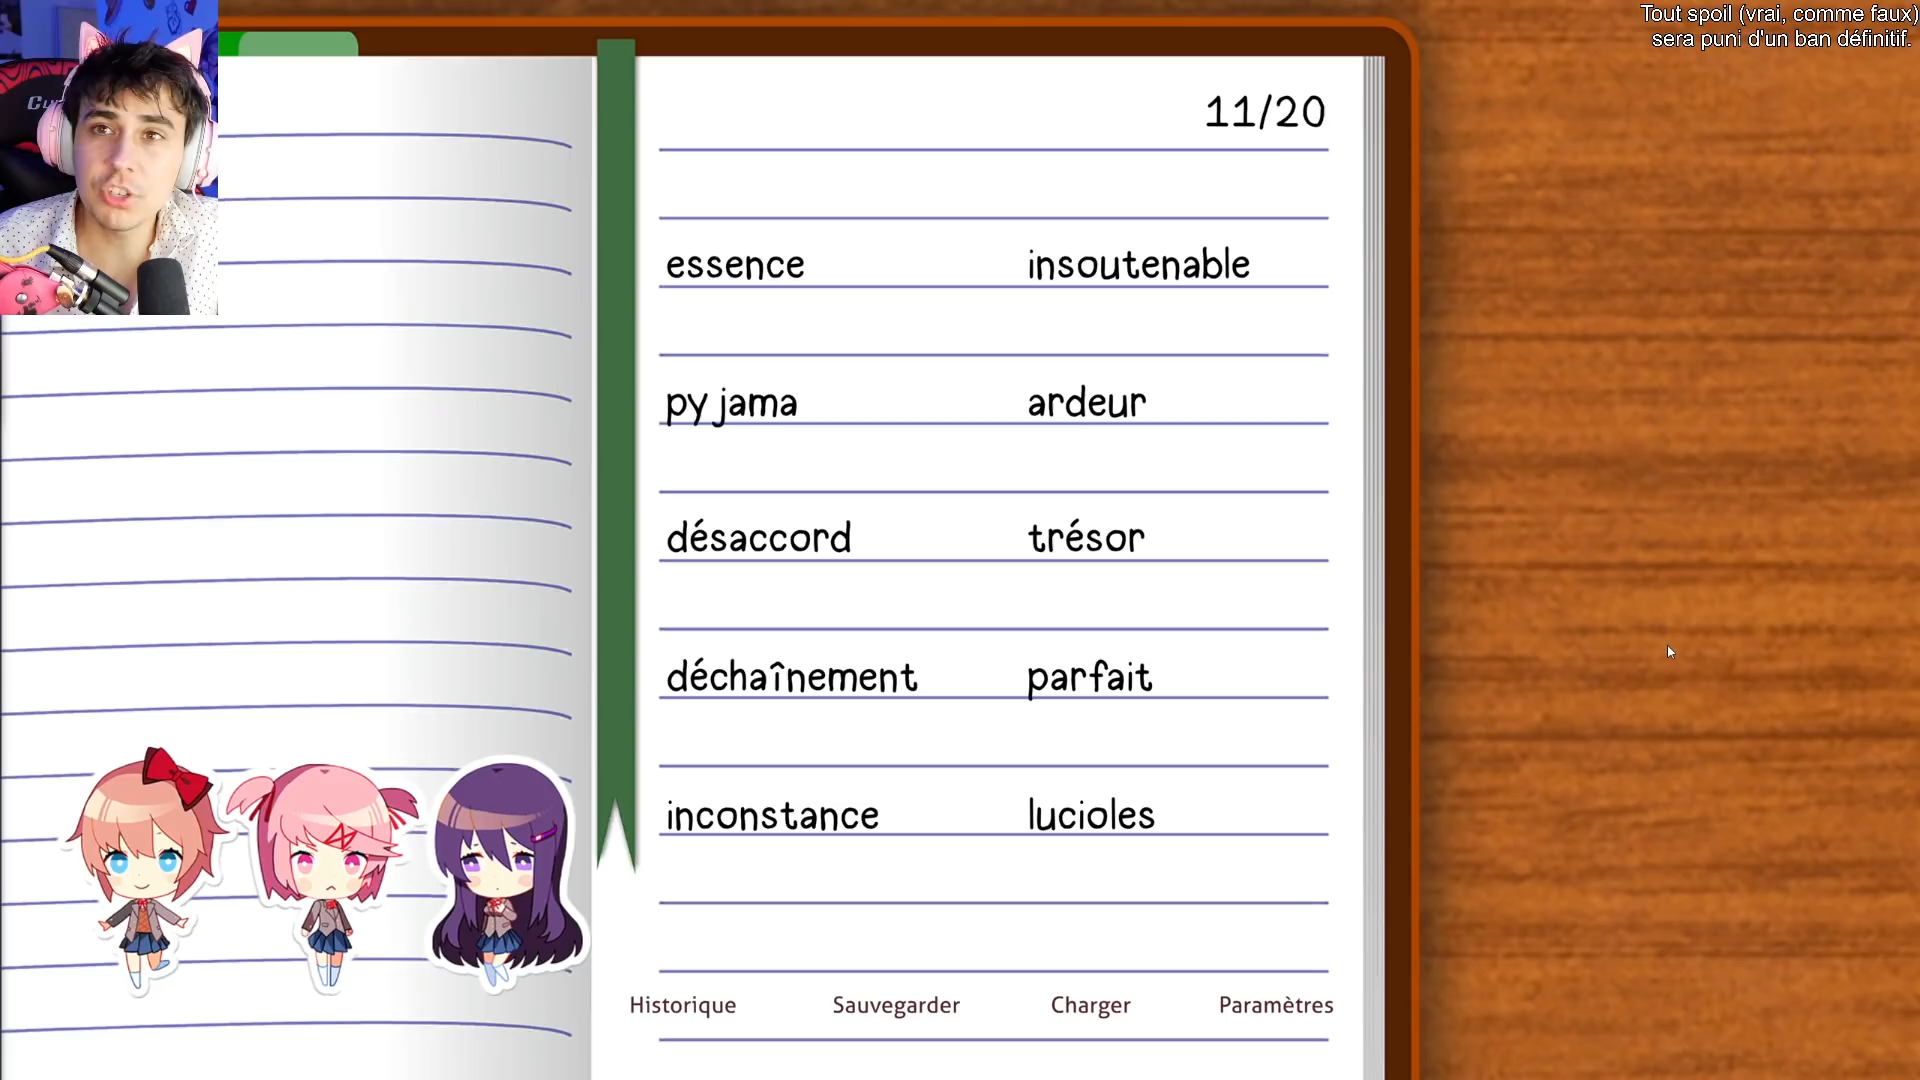 Tout spoil (vrai, comme faux)
sera puni d'un ban définitif.
11/20
essence insoutenable
pyjama ardeur
désaccord trésor
déchaînement parfait
inconstance lucioles
Historique Sauvegarder Charger Paramètres